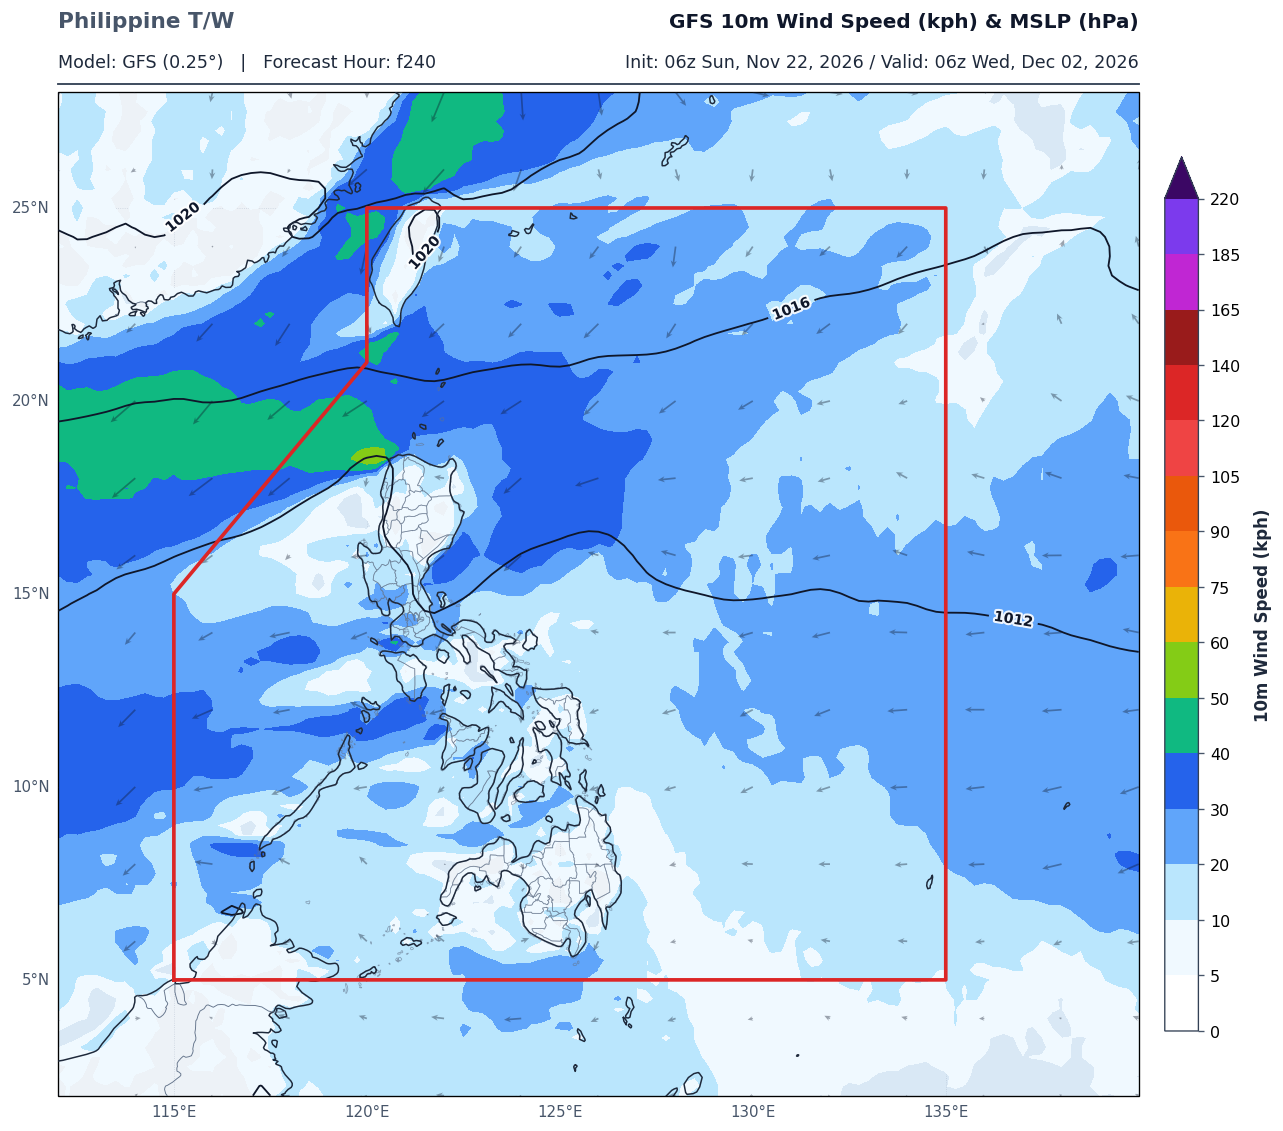 Philippine T/W
GFS 10m Wind Speed (kph) & MSLP (hPa)
Model: GFS (0.25°) | Forecast Hour: f240
Init: 06z Sun, Nov 22, 2026 / Valid: 06z Wed, Dec 02, 2026
25°N
20°N
15°N
10°N
5°N
115°E
120°E
125°E
130°E
135°E
1020
1020
1016
1012
220
185
165
140
120
105
90
75
60
50
40
30
20
10
5
0
10m Wind Speed (kph)